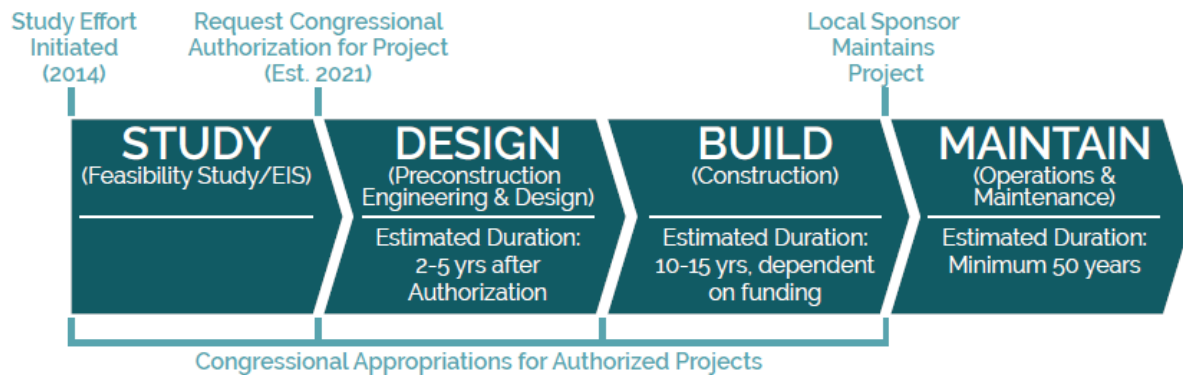 Study Effort
Initiated
(2014)
Request Congressional
Authorization for Project
(Est. 2021)
Local Sponsor
Maintains
Project
STUDY
(Feasibility Study/EIS)
DESIGN
(Preconstruction
Engineering & Design)
Estimated Duration:
2-5 yrs after
Authorization
BUILD
(Construction)
Estimated Duration:
10-15 yrs, dependent
on funding
MAINTAIN
(Operations &
Maintenance)
Estimated Duration:
Minimum 50 years
Congressional Appropriations for Authorized Projects